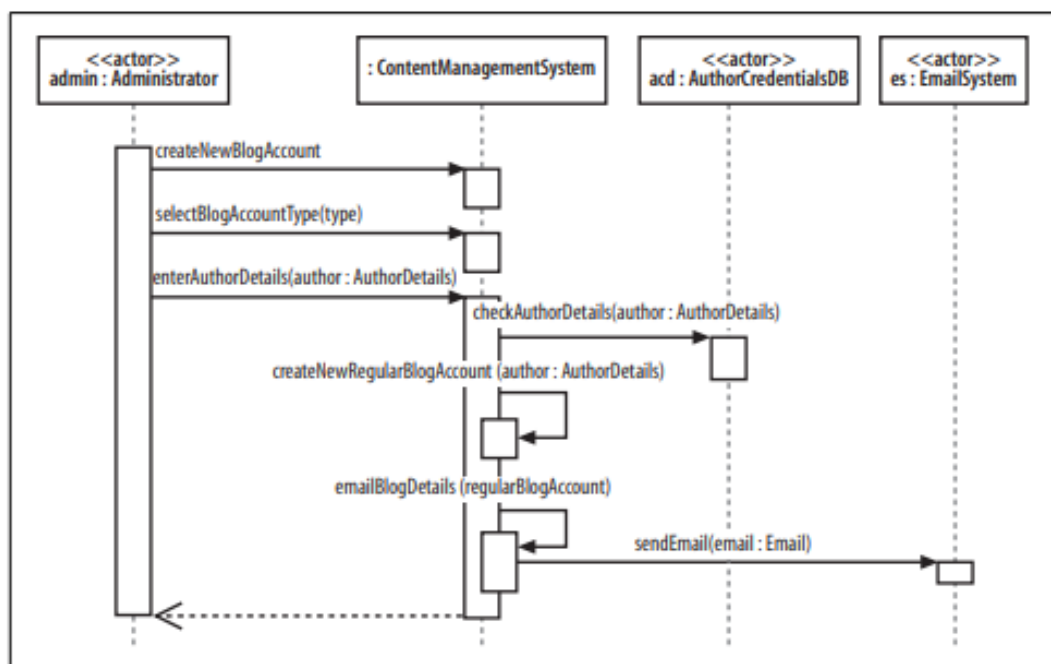 <<actor>>
admin : Administrator
: ContentManagementSystem
<<actor>>
acd : AuthorCredentialsDB
<<actor>>
es : EmailSystem
createNewBlogAccount
selectBlogAccountType(type)
enterAuthorDetails(author : AuthorDetails)
checkAuthorDetails(author : AuthorDetails)
createNewRegularBlogAccount (author : AuthorDetails)
emailBlogDetails (regularBlogAccount)
sendEmail(email : Email)